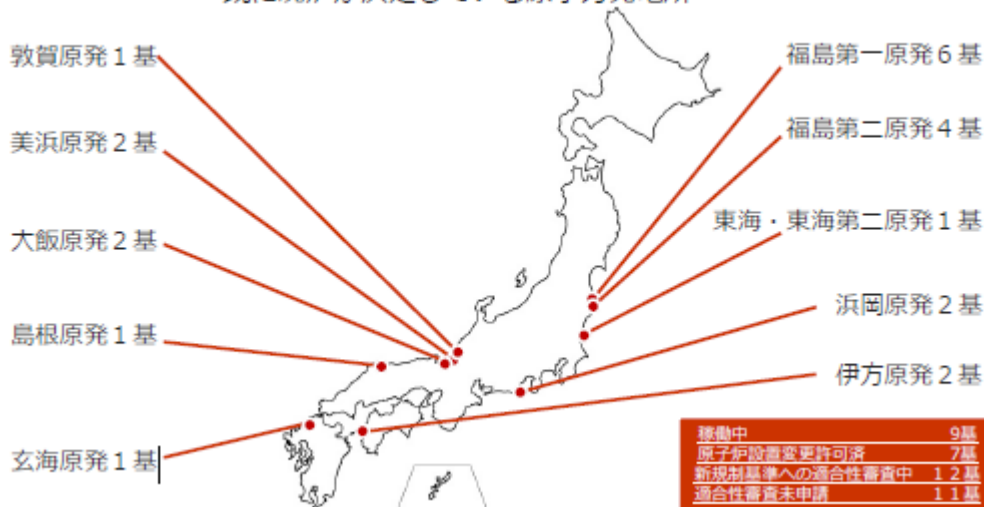 敦賀原発１基
美浜原発２基
大飯原発２基
島根原発１基
玄海原発１基
福島第一原発６基
福島第二原発４基
東海・東海第二原発１基
浜岡原発２基
伊方原発２基
稼働中 9基
原子炉設置変更許可済 7基
新規制基準への適合性審査中 １２基
適合性審査未申請 １１基